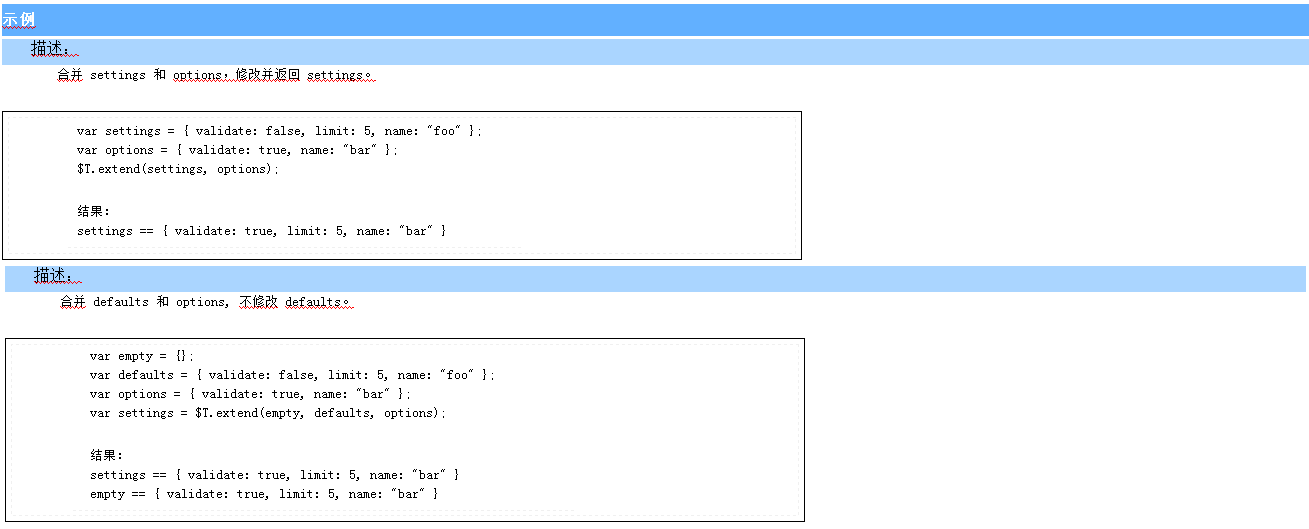 示例
描述：
合并 settings 和 options，修改并返回 settings。
var settings = { validate: false, limit: 5, name: "foo" };
var options = { validate: true, name: "bar" };
$T.extend(settings, options);
结果：
settings == { validate: true, limit: 5, name: "bar" }
描述：
合并 defaults 和 options, 不修改 defaults。
var empty = {};
var defaults = { validate: false, limit: 5, name: "foo" };
var options = { validate: true, name: "bar" };
var settings = $T.extend(empty, defaults, options);
结果：
settings == { validate: true, limit: 5, name: "bar" }
empty == { validate: true, limit: 5, name: "bar" }